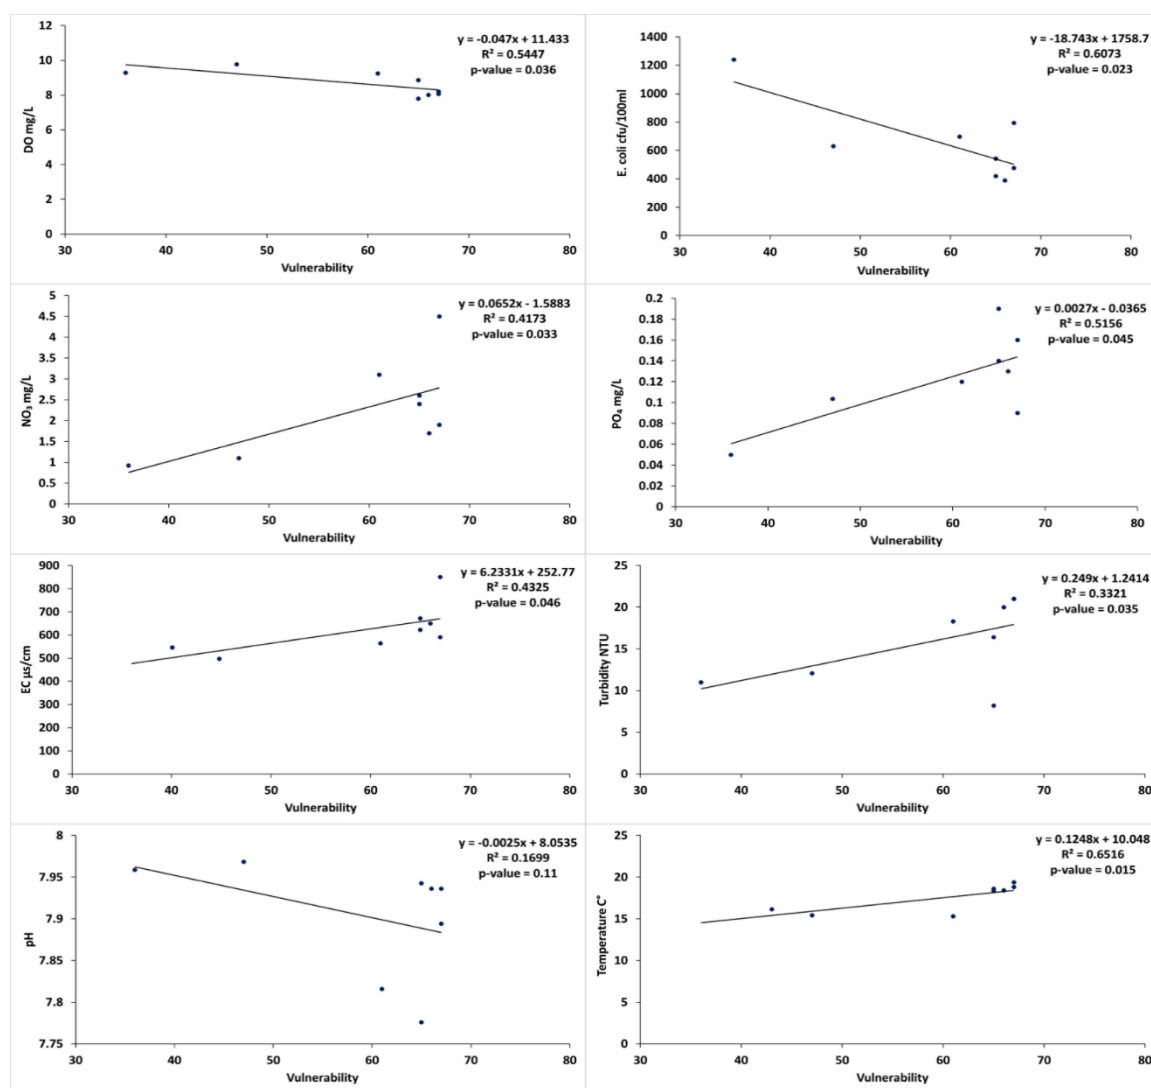 y = -0.047x + 11.433
R² = 0.5447
p-value = 0.036
DO mg/L
12
10
8
6
4
2
0
30 40 50 60 70 80
Vulnerability
y = -18.743x + 1758.7
R² = 0.6073
p-value = 0.023
E. coli cfu/100ml
1400
1200
1000
800
600
400
200
0
30 40 50 60 70 80
Vulnerability
y = 0.0652x - 1.5883
R² = 0.4173
p-value = 0.033
NO₃ mg/L
5
4.5
4
3.5
3
2.5
2
1.5
1
0.5
0
30 40 50 60 70 80
Vulnerability
y = 0.0027x - 0.0365
R² = 0.5156
p-value = 0.045
PO₄ mg/L
0.2
0.18
0.16
0.14
0.12
0.1
0.08
0.06
0.04
0.02
0
30 40 50 60 70 80
Vulnerability
y = 6.2331x + 252.77
R² = 0.4325
p-value = 0.046
EC µs/cm
900
800
700
600
500
400
300
200
100
0
30 40 50 60 70 80
Vulnerability
y = 0.249x + 1.2414
R² = 0.3321
p-value = 0.035
Turbidity NTU
25
20
15
10
5
0
30 40 50 60 70 80
Vulnerability
y = -0.0025x + 8.0535
R² = 0.1699
p-value = 0.11
pH
8
7.95
7.9
7.85
7.8
7.75
30 40 50 60 70 80
Vulnerability
y = 0.1248x + 10.048
R² = 0.6516
p-value = 0.015
Temperature C°
25
20
15
10
5
0
30 40 50 60 70 80
Vulnerability